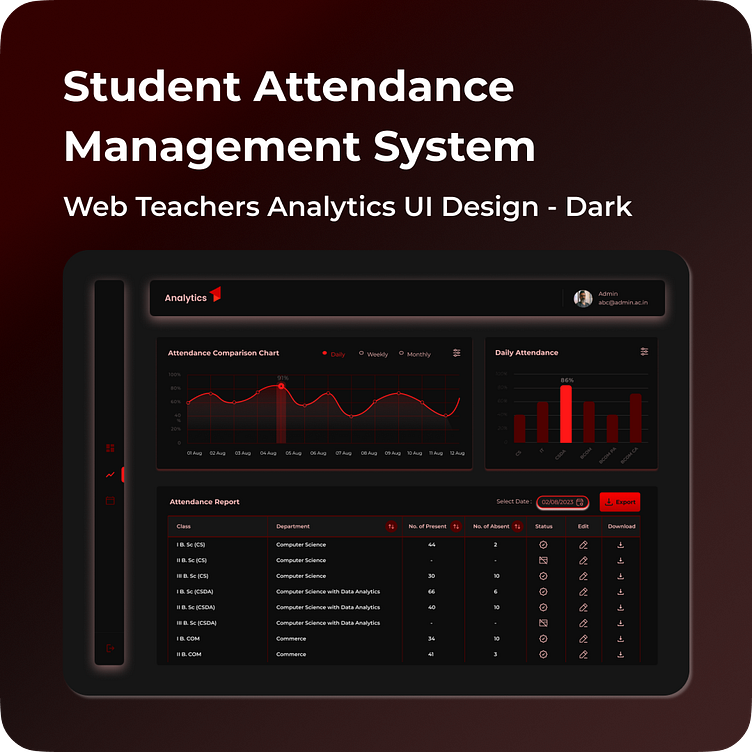 Student Attendance
Management System
Web Teachers Analytics UI Design - Dark
Analytics
Admin
abc@admin.ac.in
Attendance Comparison Chart
Daily
Weekly
Monthly
91%
100%
80%
60%
40
%
20%
0
01 Aug 02 Aug 03 Aug 04 Aug 05 Aug 06 Aug 07 Aug 08 Aug 09 Aug 10 Aug 11 Aug 12 Aug
Daily Attendance
86%
CS IT CSDA BCOM BCOM PA BCOM CA
Attendance Report
Select Date : 02/08/2023 Export
Class Department No. of Present No. of Absent Status Edit Download
I B. Sc (CS) Computer Science 44 2
II B. Sc (CS) Computer Science - -
III B. Sc (CS) Computer Science 30 10
I B. Sc (CSDA) Computer Science with Data Analytics 66 6
II B. Sc (CSDA) Computer Science with Data Analytics 40 10
III B. Sc (CSDA) Computer Science with Data Analytics - -
I B. COM Commerce 34 10
II B. COM Commerce 41 3